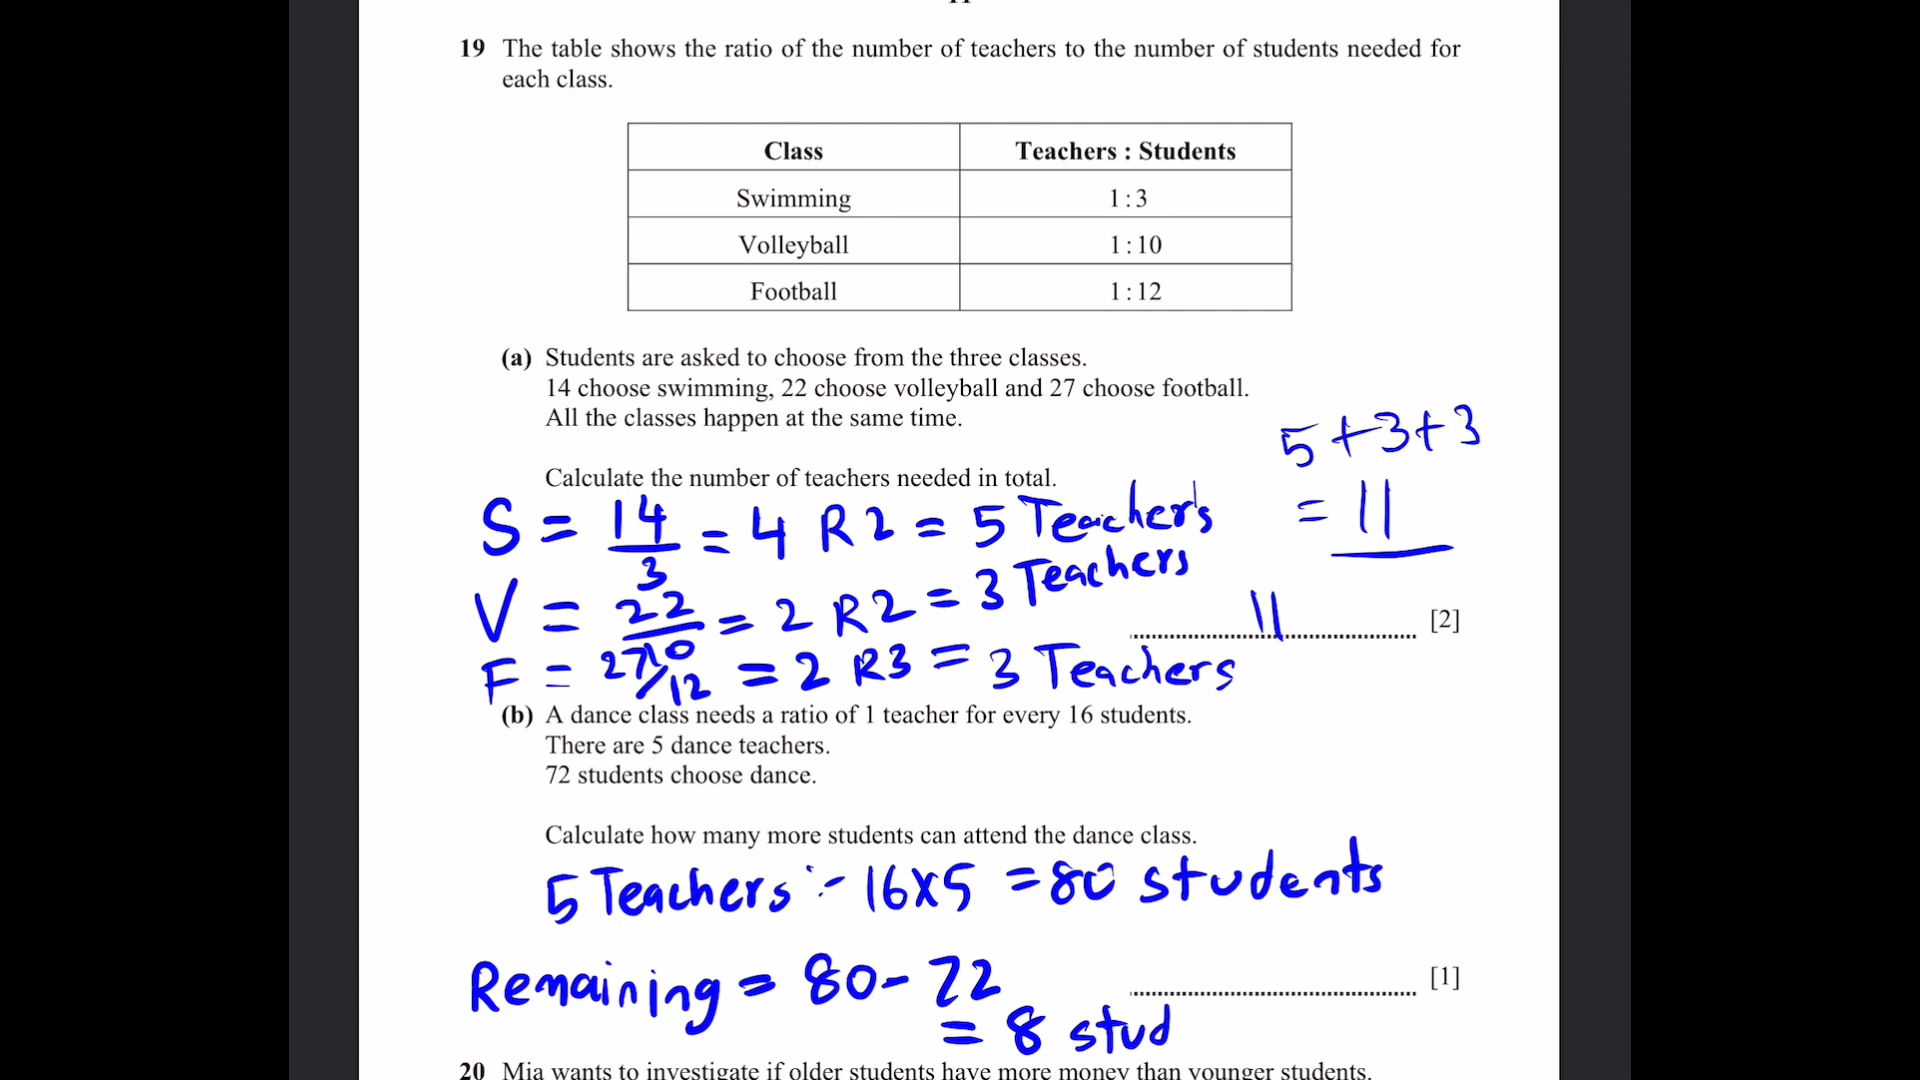 19 The table shows the ratio of the number of teachers to the number of students needed for
each class.
Class Teachers : Students
Swimming 1 : 3
Volleyball 1 : 10
Football 1 : 12
(a) Students are asked to choose from the three classes.
14 choose swimming, 22 choose volleyball and 27 choose football.
All the classes happen at the same time.
5 + 3 + 3
Calculate the number of teachers needed in total.
= 11
S = 14/3 = 4 R 2 = 5 Teachers
V = 22/10 = 2 R2 = 3 Teachers
11 [2]
F = 27/12 = 2 R3 = 3 Teachers
(b) A dance class needs a ratio of 1 teacher for every 16 students.
There are 5 dance teachers.
72 students choose dance.
Calculate how many more students can attend the dance class.
5 Teachers :- 16x5 = 80 students
Remaining = 80 - 72
[1]
= 8 stud
20 Mia wants to investigate if older students have more money than younger students.